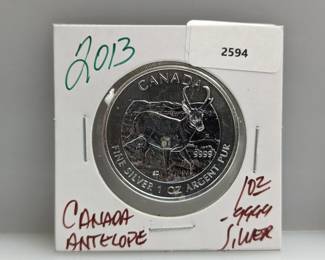 2013
2594
CANADA
9999
FINE SILVER 1 OZ ARGENT PUR
CANADA
ANTELOPE
1oz
.9999
SILVER